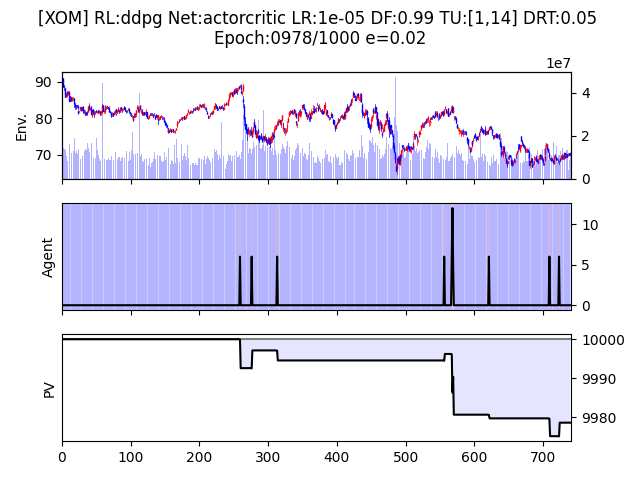 [XOM] RL:ddpg Net:actorcritic LR:1e-05 DF:0.99 TU:[1,14] DRT:0.05
Epoch:0978/1000 e=0.02
1e7
90
80
70
Env.
4
2
0
Agent
10
5
0
PV
10000
9990
9980
0 100 200 300 400 500 600 700